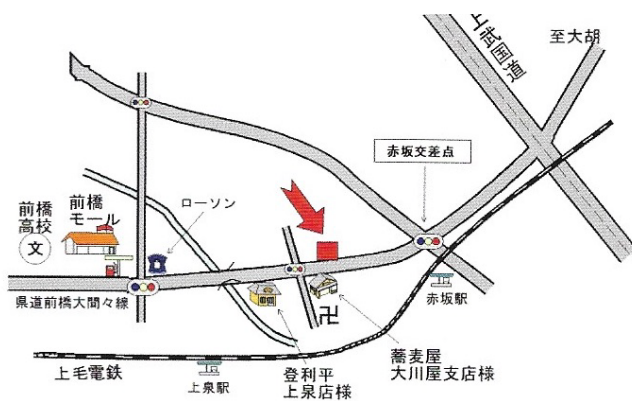 上武国道
至大胡
赤坂交差点
前橋
高校
文
前橋
モール
ローソン
県道前橋大間々線
赤坂駅
卍
上毛電鉄
上泉駅
登利平
上泉店様
蕎麦屋
大川屋支店様